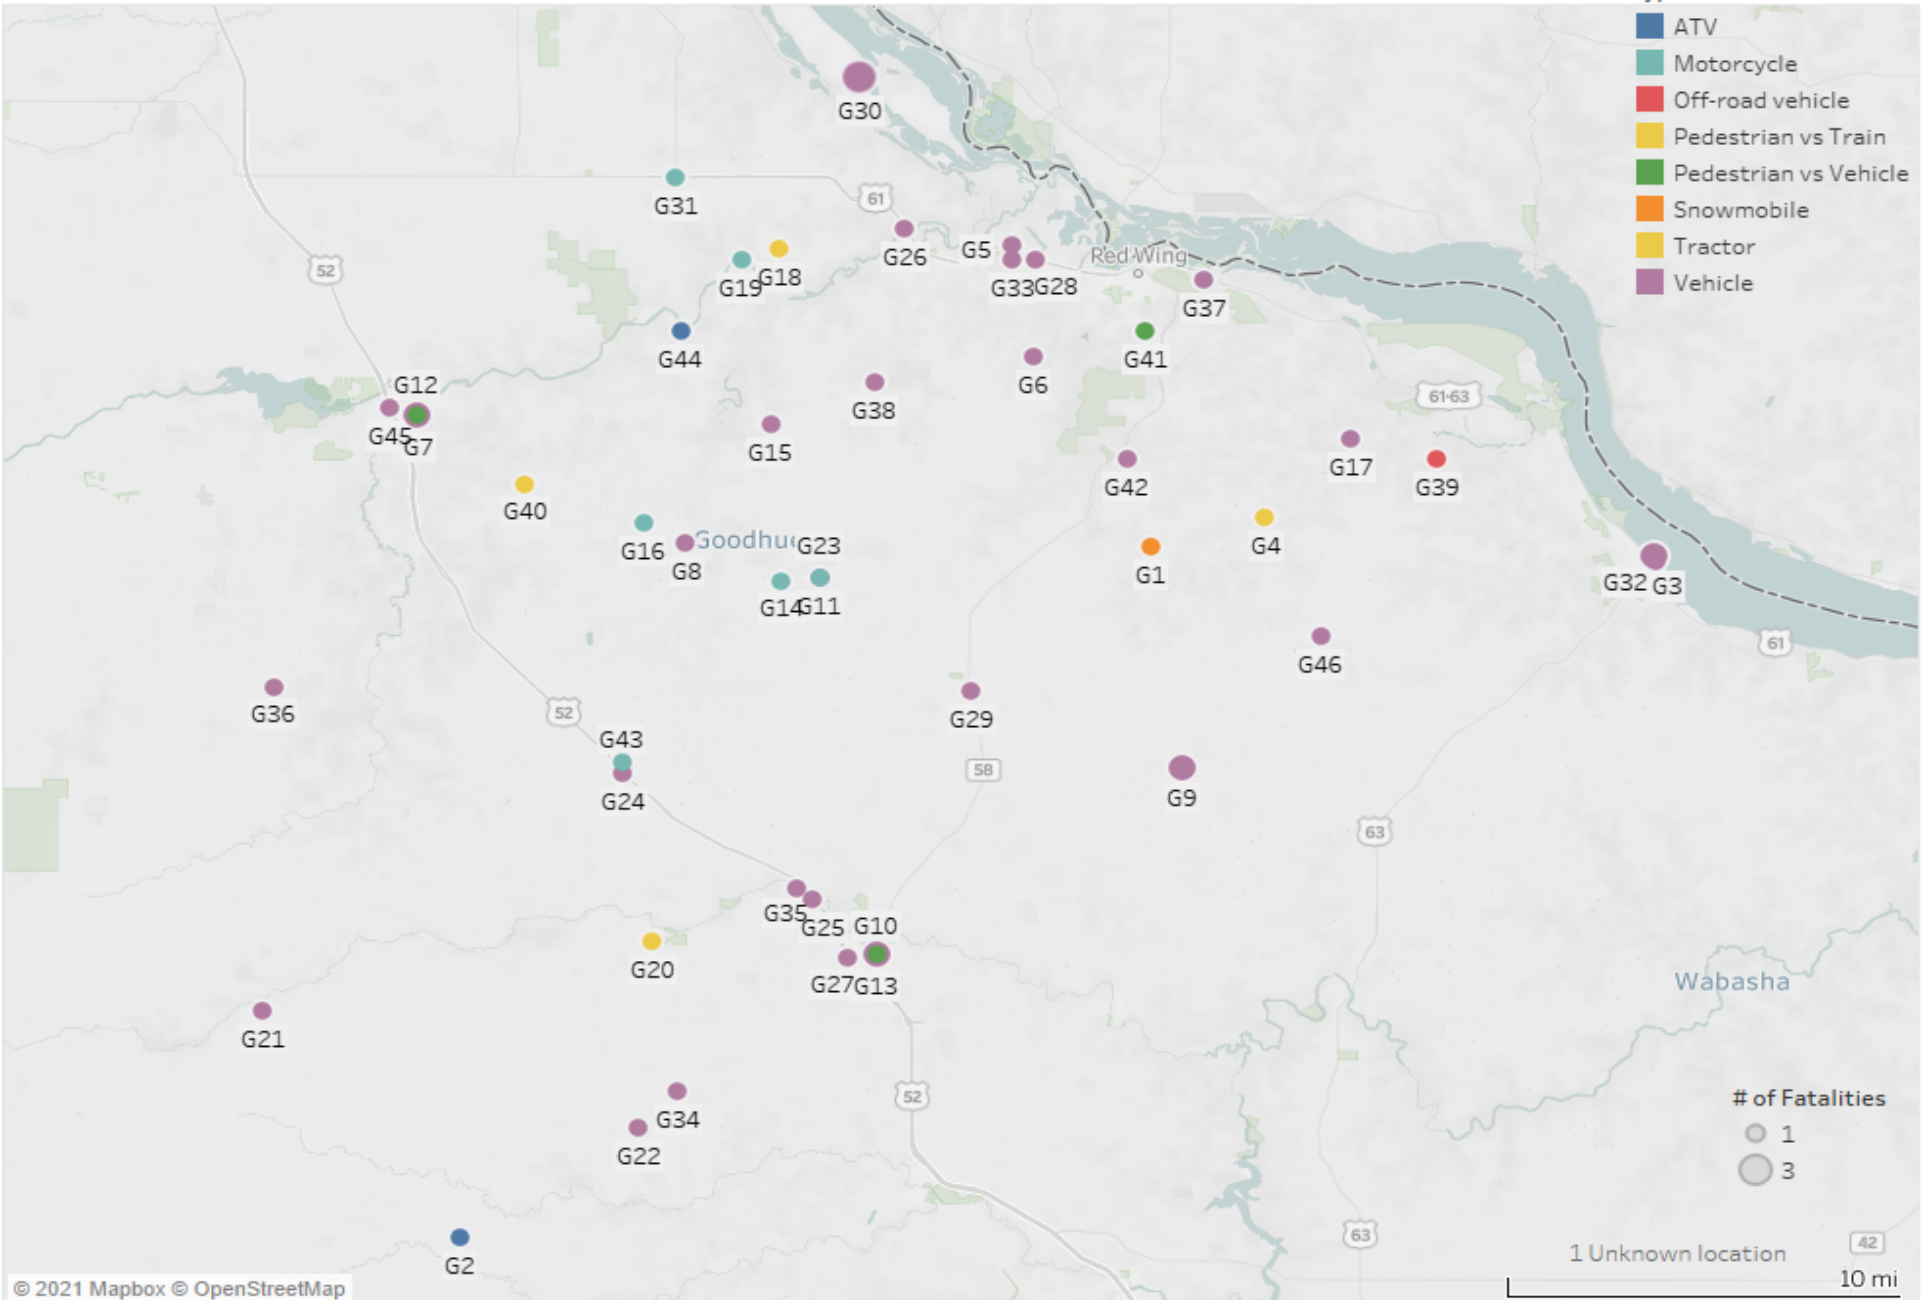 ATV
Motorcycle
Off-road vehicle
Pedestrian vs Train
Pedestrian vs Vehicle
Snowmobile
Tractor
Vehicle
G30
61
G31
G26
G5
Red Wing
52
G19
G18
G33
G28
G37
G44
G41
G6
G12
G38
61-63
G45
G7
G15
G17
G42
G39
G40
G16
Goodhu
G23
G4
G8
G1
G14
G11
G32
G3
61
G46
G36
52
G29
G43
58
G24
G9
63
G35
G25
G10
G20
G27
G13
Wabasha
G21
52
# of Fatalities
1
3
G34
G22
63
42
1 Unknown location
G2
10 mi
© 2021 Mapbox © OpenStreetMap